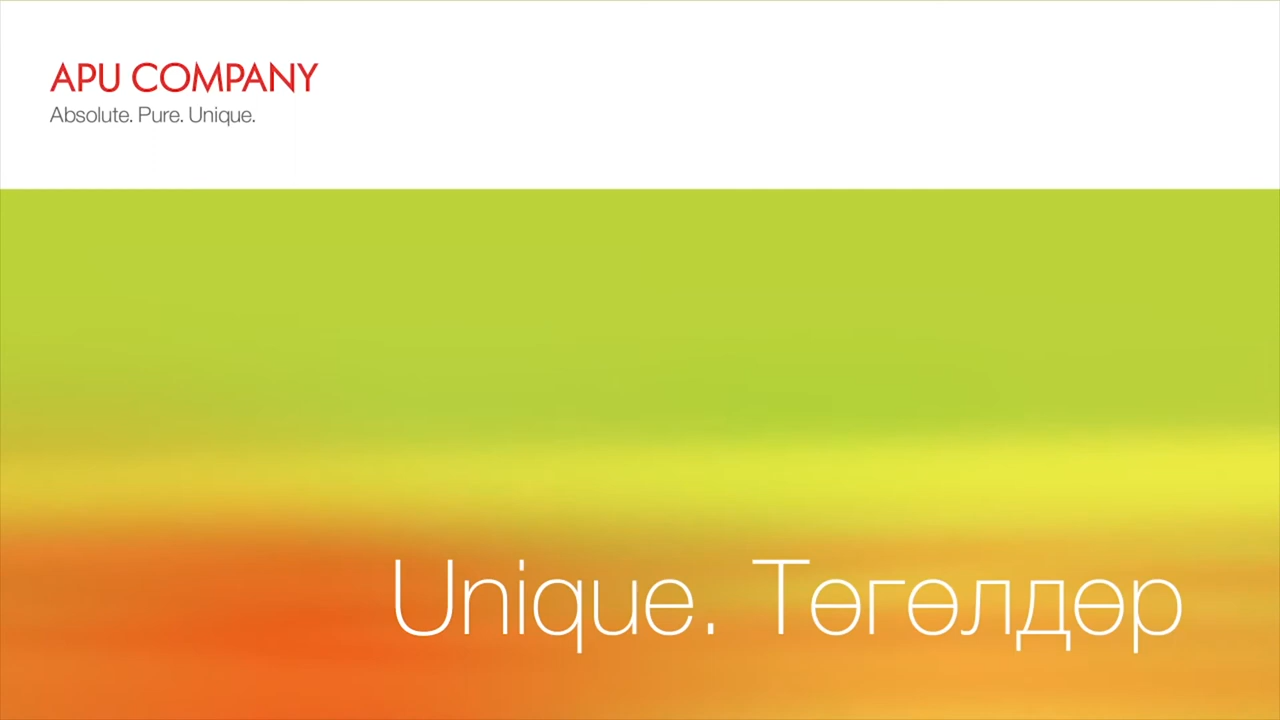 APU COMPANY
Absolute. Pure. Unique.
Unique. Төгөлдөр